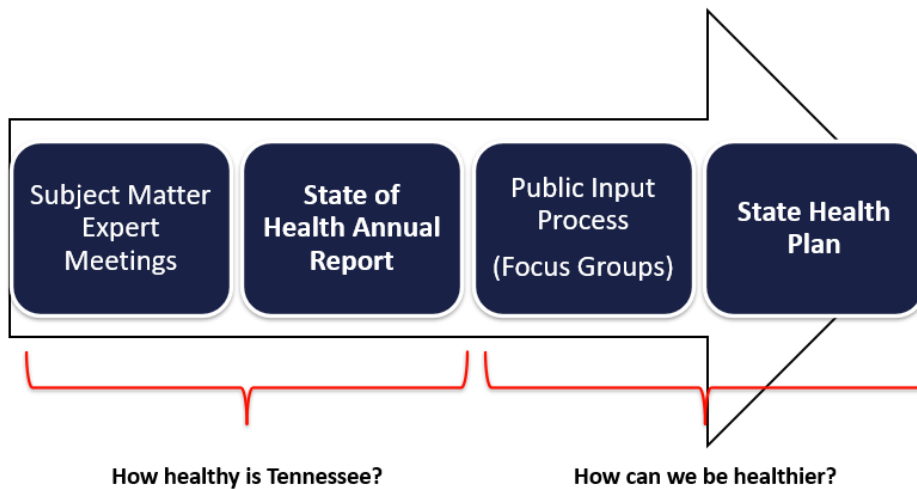 Subject Matter
Expert
Meetings
State of
Health Annual
Report
Public Input
Process
(Focus Groups)
State Health
Plan
How healthy is Tennessee?
How can we be healthier?